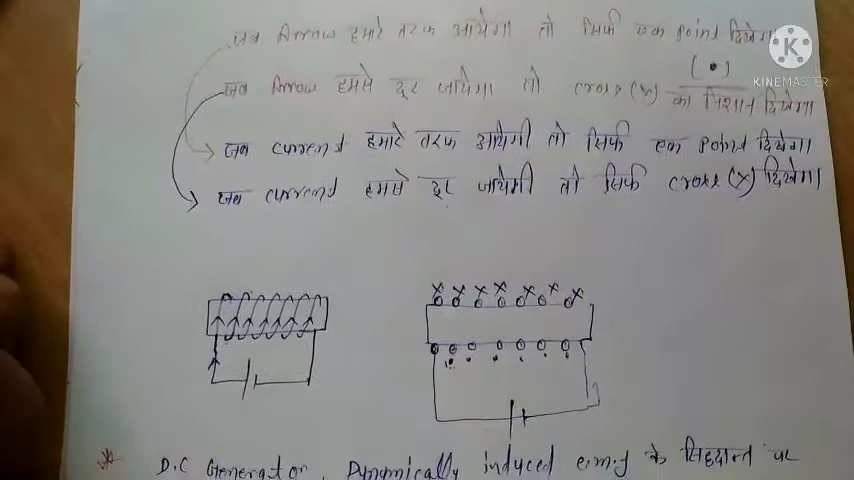 जब Arrow हमारे तरफ आयेगा तो सिर्फ एक point दिखेगा
(•)
जब Arrow हमसे दूर जायेगा तो cross (x) का निशान दिखेगा
जब current हमारे तरफ आयेगी तो सिर्फ एक point दिखेगा
जब current हमसे दूर जायेगी तो सिर्फ cross (x) दिखेगा
D.C Generator, Dynamically induced e.m.f के सिद्दान्त पर
KINEMASTER